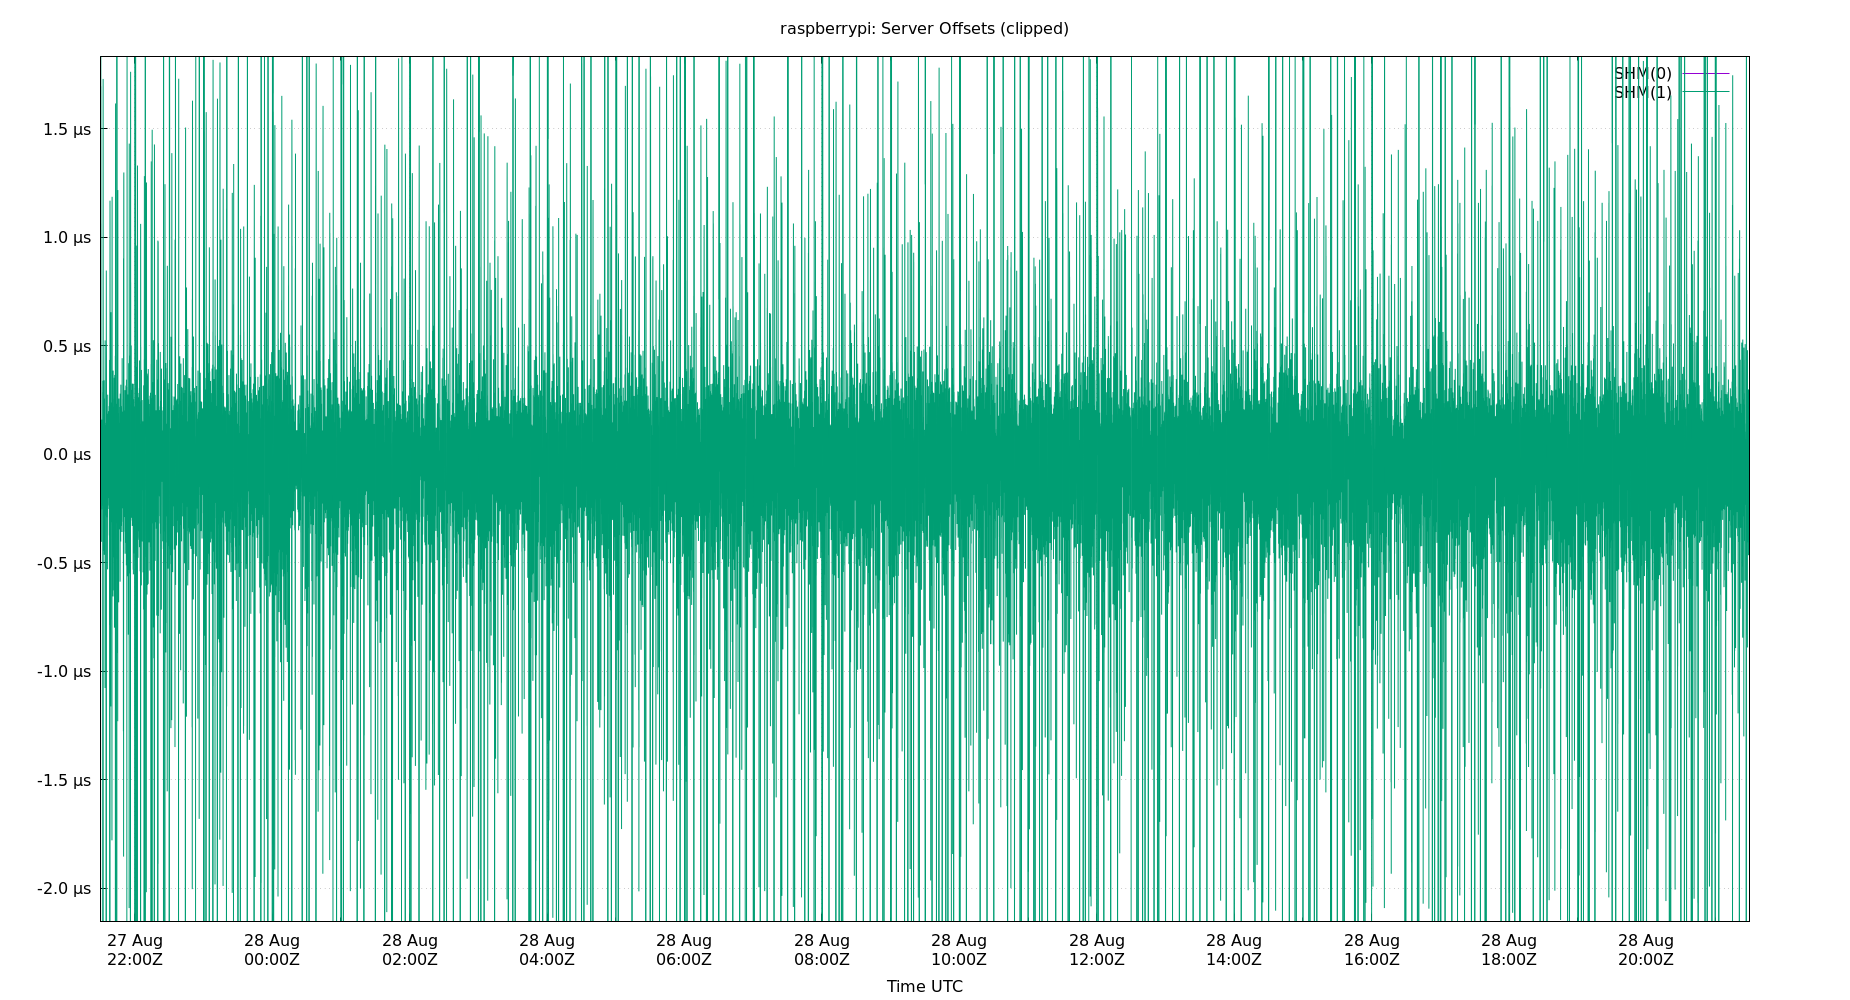 raspberrypi: Server Offsets (clipped)
SHM(0)
SHM(1)
1.5 μs
1.0 μs
0.5 μs
0.0 μs
-0.5 μs
-1.0 μs
-1.5 μs
-2.0 μs
27 Aug 28 Aug 28 Aug 28 Aug 28 Aug 28 Aug 28 Aug 28 Aug 28 Aug 28 Aug 28 Aug 28 Aug
22:00Z 00:00Z 02:00Z 04:00Z 06:00Z 08:00Z 10:00Z 12:00Z 14:00Z 16:00Z 18:00Z 20:00Z
Time UTC